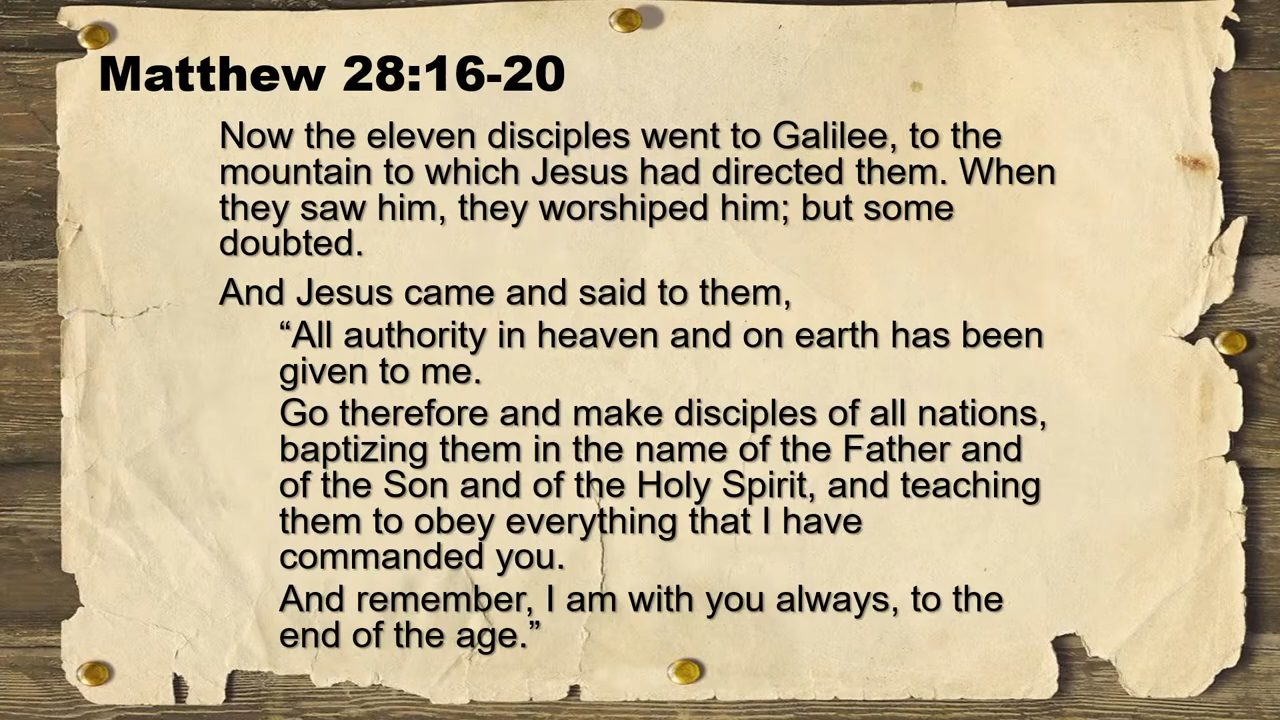 Matthew 28:16-20
Now the eleven disciples went to Galilee, to the
mountain to which Jesus had directed them. When
they saw him, they worshiped him; but some
doubted.
And Jesus came and said to them,
“All authority in heaven and on earth has been
given to me.
Go therefore and make disciples of all nations,
baptizing them in the name of the Father and
of the Son and of the Holy Spirit, and teaching
them to obey everything that I have
commanded you.
And remember, I am with you always, to the
end of the age.”